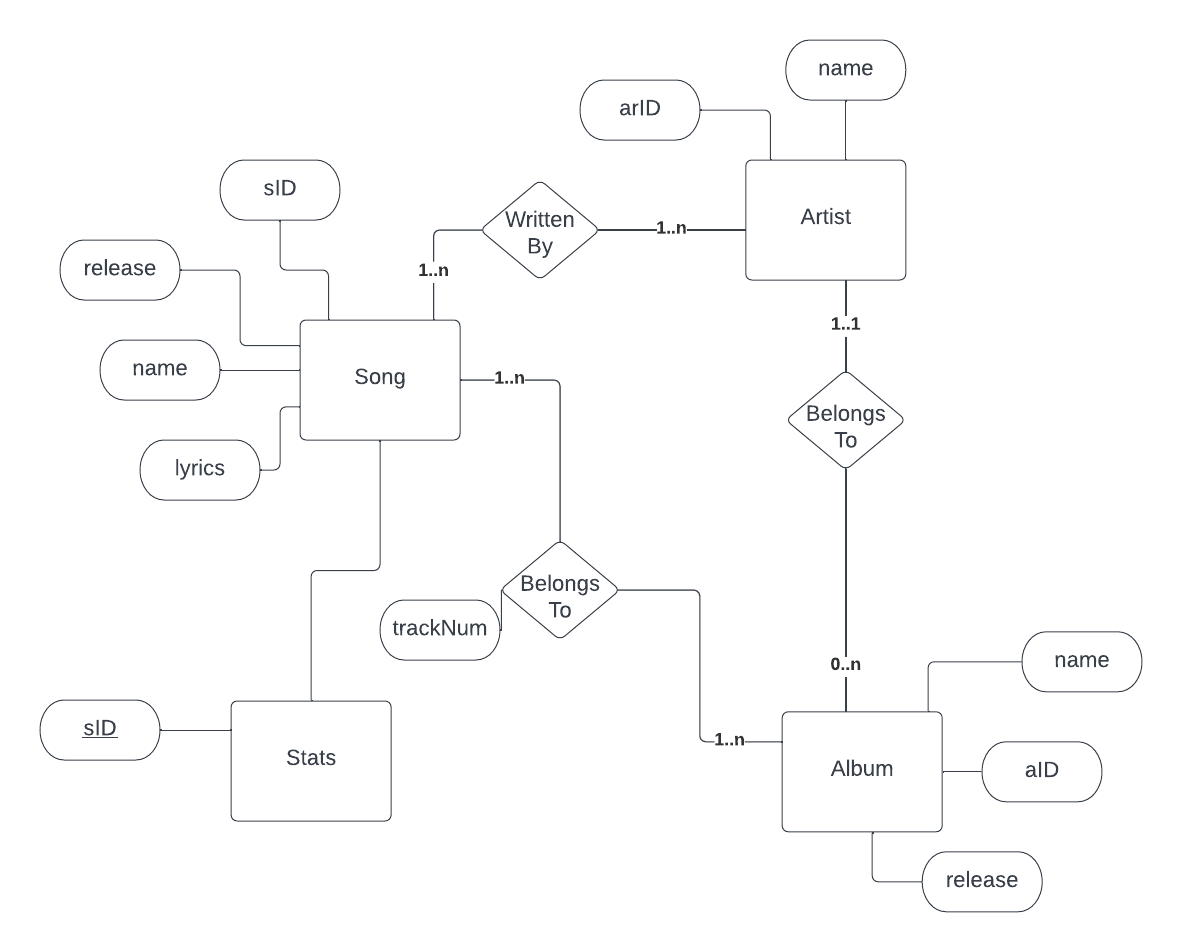 name
arID
sID
Written
By
1..n
Artist
release
1..n
1..1
name
Song
1..n
Belongs
To
lyrics
Belongs
To
trackNum
0..n
name
sID
1..n
Stats
Album
aID
release